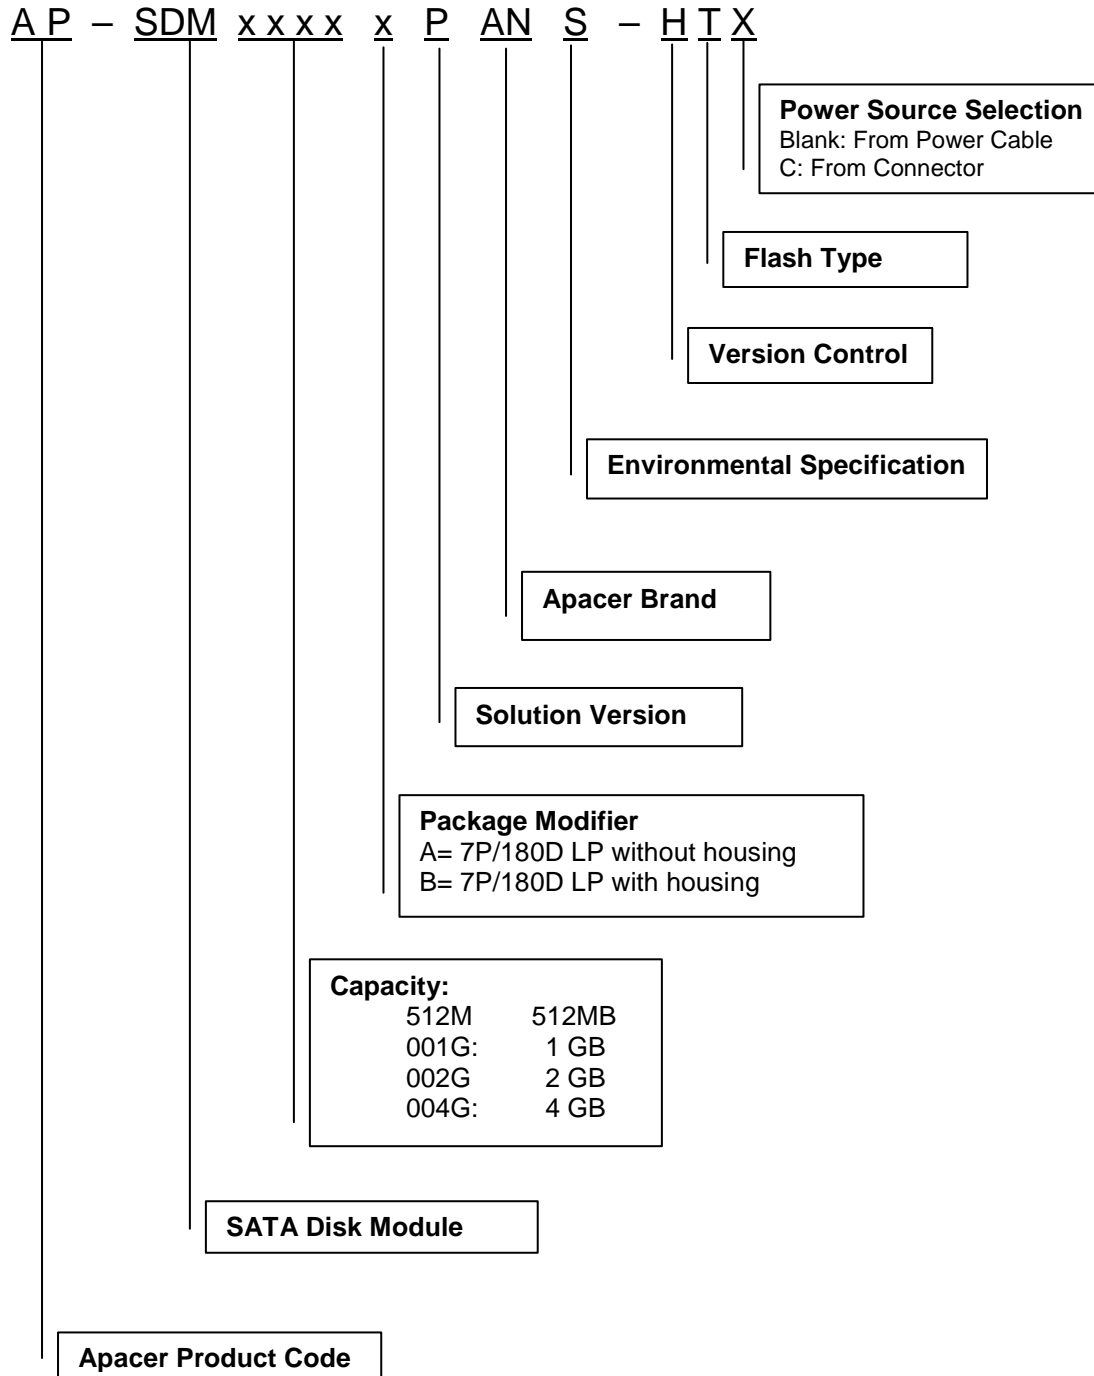 AP – SDM xxxx x P AN S – H T X
Power Source Selection
Blank: From Power Cable
C: From Connector
Flash Type
Version Control
Environmental Specification
Apacer Brand
Solution Version
Package Modifier
A= 7P/180D LP without housing
B= 7P/180D LP with housing
Capacity:
512M 512MB
001G: 1 GB
002G 2 GB
004G: 4 GB
SATA Disk Module
Apacer Product Code